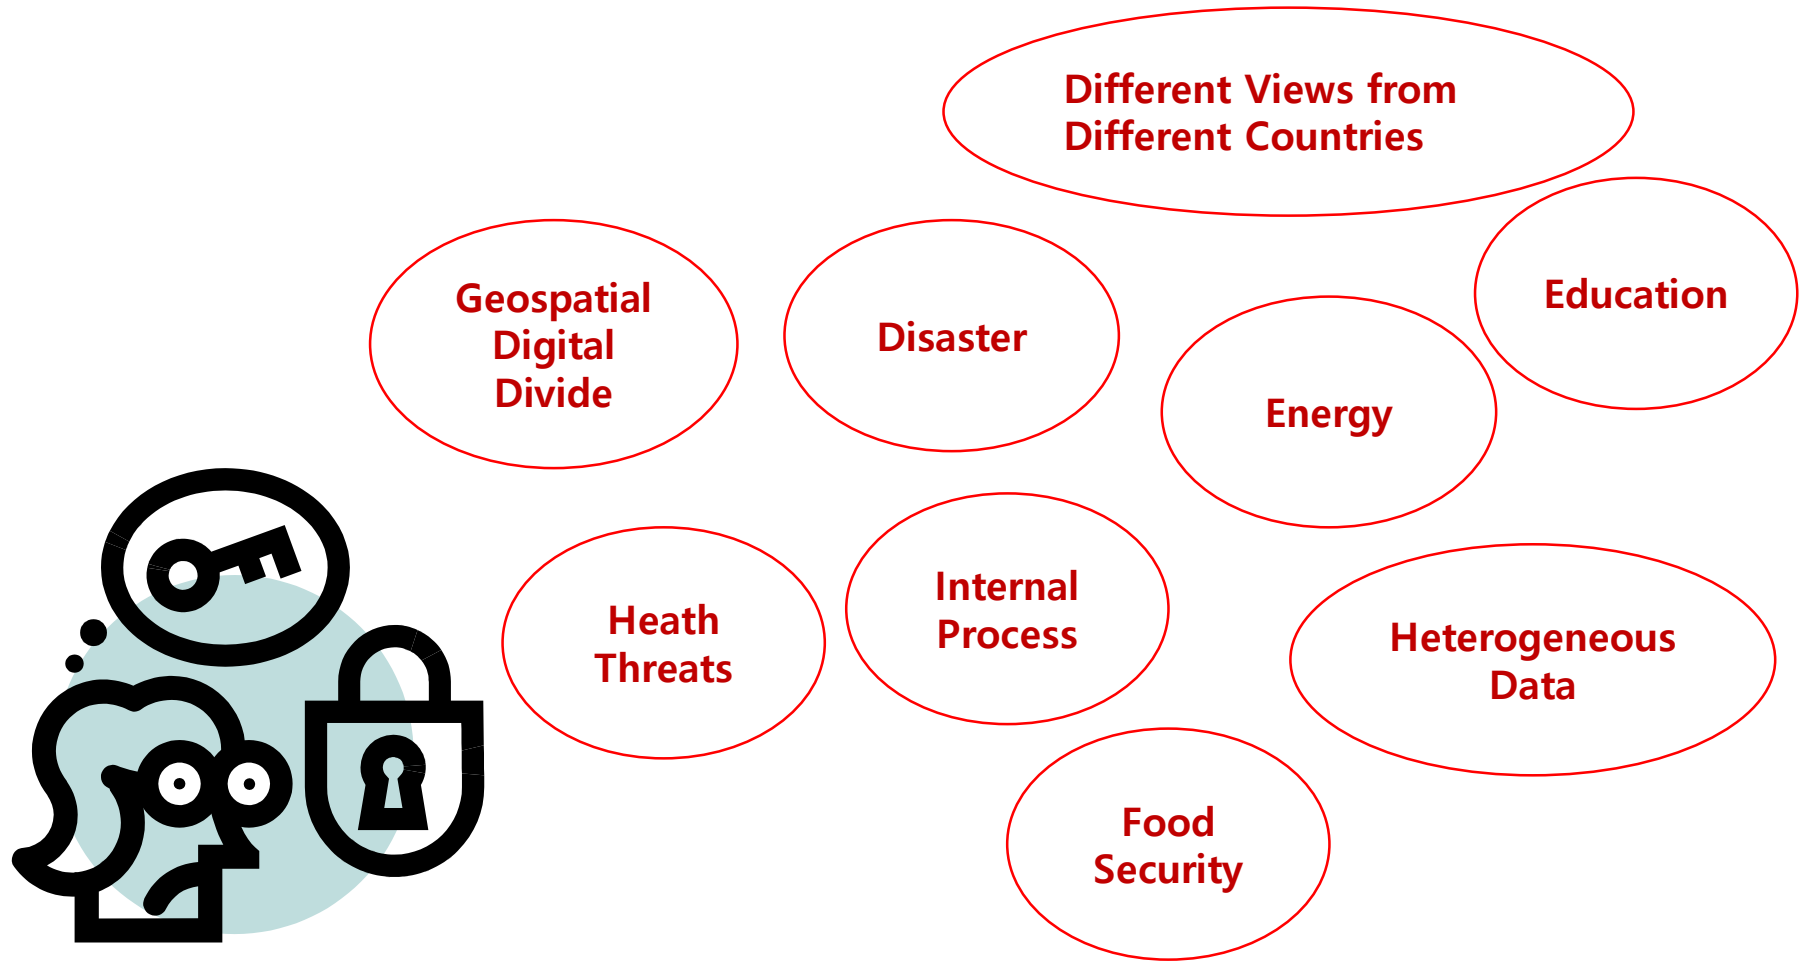 Different Views from
Different Countries
Geospatial
Digital
Divide
Disaster
Energy
Education
Heath
Threats
Internal
Process
Heterogeneous
Data
Food
Security